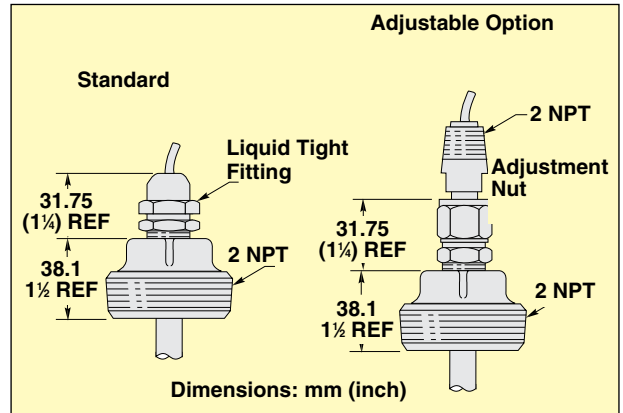 Adjustable Option
Standard
Liquid Tight
Fitting
31.75
(1¼) REF
38.1
1½ REF
2 NPT
2 NPT
Adjustment
Nut
31.75
(1¼) REF
38.1
1½ REF
2 NPT
Dimensions: mm (inch)